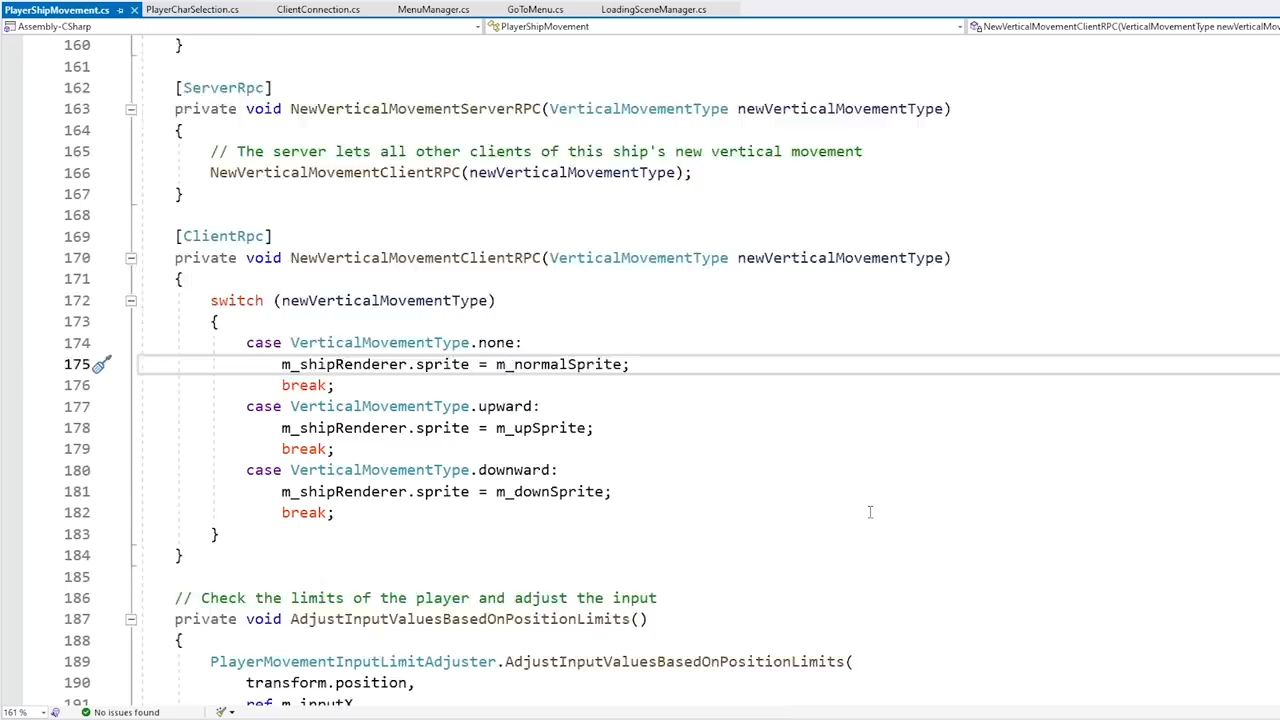 PlayerShipMovement.cs PlayerCharSelection.cs ClientConnection.cs MenuManager.cs GoToMenu.cs LoadingSceneManager.cs
Assembly-CSharp PlayerShipMovement NewVerticalMovementClientRPC(VerticalMovementType newVerticalMov
160 }
161
162 [ServerRpc]
163 private void NewVerticalMovementServerRPC(VerticalMovementType newVerticalMovementType)
164 {
165 // The server lets all other clients of this ship's new vertical movement
166 NewVerticalMovementClientRPC(newVerticalMovementType);
167 }
168
169 [ClientRpc]
170 private void NewVerticalMovementClientRPC(VerticalMovementType newVerticalMovementType)
171 {
172 switch (newVerticalMovementType)
173 {
174 case VerticalMovementType.none:
175 m_shipRenderer.sprite = m_normalSprite;
176 break;
177 case VerticalMovementType.upward:
178 m_shipRenderer.sprite = m_upSprite;
179 break;
180 case VerticalMovementType.downward:
181 m_shipRenderer.sprite = m_downSprite;
182 break;
183 }
184 }
185
186 // Check the limits of the player and adjust the input
187 private void AdjustInputValuesBasedOnPositionLimits()
188 {
189 PlayerMovementInputLimitAdjuster.AdjustInputValuesBasedOnPositionLimits(
190 transform.position,
191 ref m_inputX
161 % No issues found